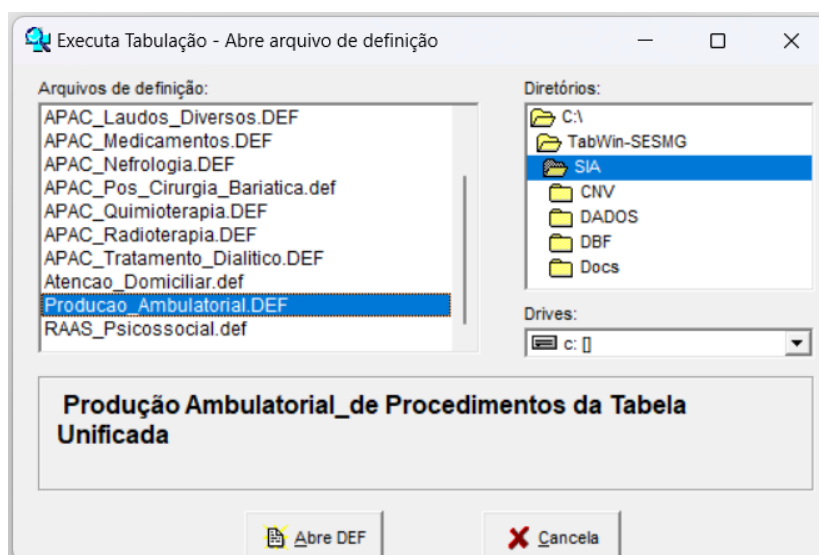 Executa Tabulação - Abre arquivo de definição
Arquivos de definição:
APAC_Laudos_Diversos.DEF
APAC_Medicamentos.DEF
APAC_Nefrologia.DEF
APAC_Pos_Cirurgia_Bariatica.def
APAC_Quimioterapia.DEF
APAC_Radioterapia.DEF
APAC_Tratamento_Dialitico.DEF
Atencao_Domiciliar.def
Producao_Ambulatorial.DEF
RAAS_Psicossocial.def
Diretórios:
C:\
TabWin-SESMG
SIA
CNV
DADOS
DBF
Docs
Drives:
c: []
Produção Ambulatorial_de Procedimentos da Tabela
Unificada
Abre DEF
Cancela